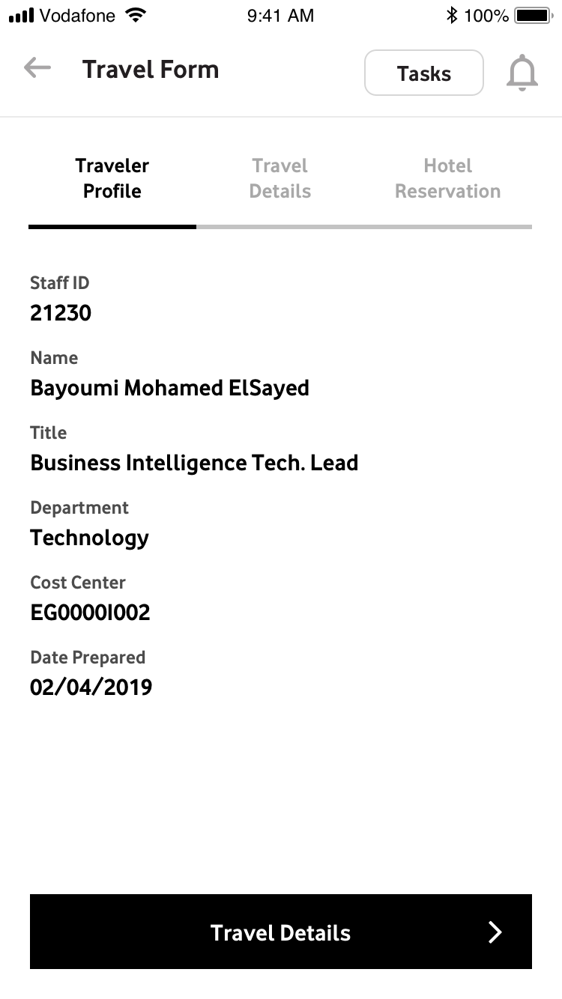 Vodafone 9:41 AM 100%
Travel Form Tasks
Traveler Travel Hotel
Profile Details Reservation
Staff ID
21230
Name
Bayoumi Mohamed ElSayed
Title
Business Intelligence Tech. Lead
Department
Technology
Cost Center
EG0000I002
Date Prepared
02/04/2019
Travel Details